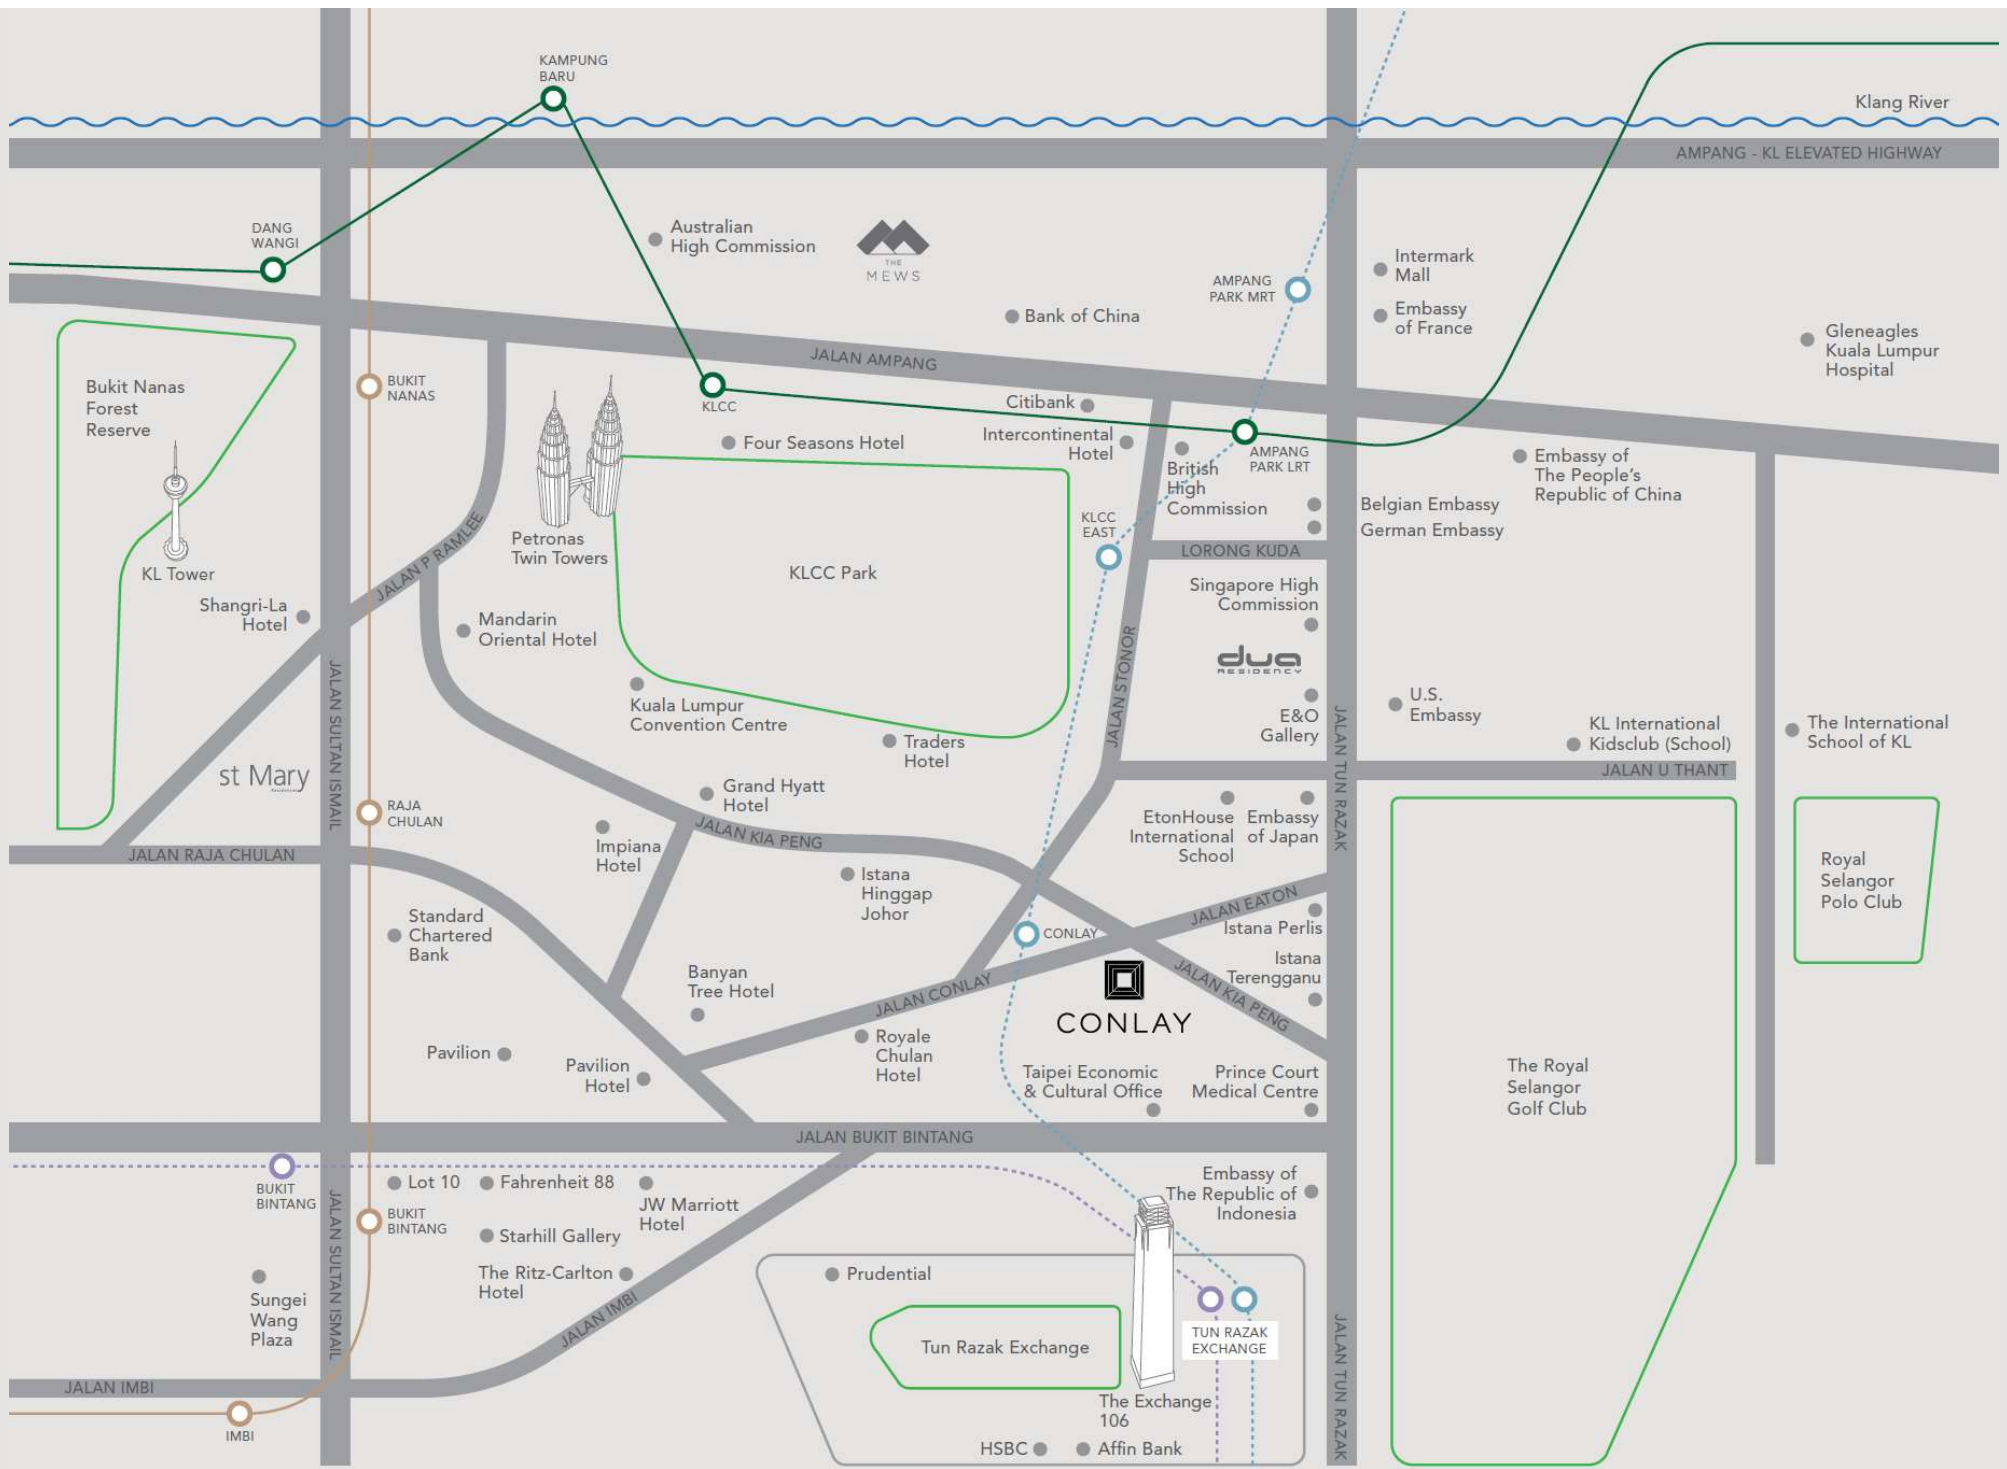 KAMPUNG
BARU
Klang River
AMPANG - KL ELEVATED HIGHWAY
DANG
WANGI
Australian
High Commission
THE
MEWS
AMPANG
PARK MRT
Intermark
Mall
Embassy
of France
Bank of China
Gleneagles
Kuala Lumpur
Hospital
JALAN AMPANG
Bukit Nanas
Forest
Reserve
BUKIT
NANAS
KLCC
Citibank
Four Seasons Hotel
Intercontinental
Hotel
British
High
Commission
AMPANG
PARK LRT
Embassy of
The People's
Republic of China
Belgian Embassy
German Embassy
KLCC
EAST
LORONG KUDA
Petronas
Twin Towers
KL Tower
JALAN P RAMLEE
KLCC Park
Singapore High
Commission
Shangri-La
Hotel
Mandarin
Oriental Hotel
dua
RESIDENCY
JALAN STONOR
JALAN SULTAN ISMAIL
Kuala Lumpur
Convention Centre
Traders
Hotel
E&O
Gallery
JALAN TUN RAZAK
U.S.
Embassy
KL International
Kidsclub (School)
The International
School of KL
JALAN U THANT
st Mary
Residences
RAJA
CHULAN
Grand Hyatt
Hotel
JALAN KIA PENG
Impiana
Hotel
EtonHouse
International
School
Embassy
of Japan
JALAN RAJA CHULAN
Istana
Hinggap
Johor
Royal
Selangor
Polo Club
Standard
Chartered
Bank
JALAN EATON
Istana Perlis
CONLAY
Banyan
Tree Hotel
JALAN CONLAY
Istana
Terengganu
JALAN KIA PENG
CONLAY
Pavilion
Pavilion
Hotel
Royale
Chulan
Hotel
Taipei Economic
& Cultural Office
Prince Court
Medical Centre
The Royal
Selangor
Golf Club
JALAN BUKIT BINTANG
BUKIT
BINTANG
JALAN SULTAN ISMAIL
Lot 10
Fahrenheit 88
BUKIT
BINTANG
JW Marriott
Hotel
Starhill Gallery
Embassy of
The Republic of
Indonesia
The Ritz-Carlton
Hotel
Sungei
Wang
Plaza
JALAN IMBI
Prudential
Tun Razak Exchange
TUN RAZAK
EXCHANGE
JALAN TUN RAZAK
JALAN IMBI
IMBI
The Exchange
106
HSBC
Affin Bank